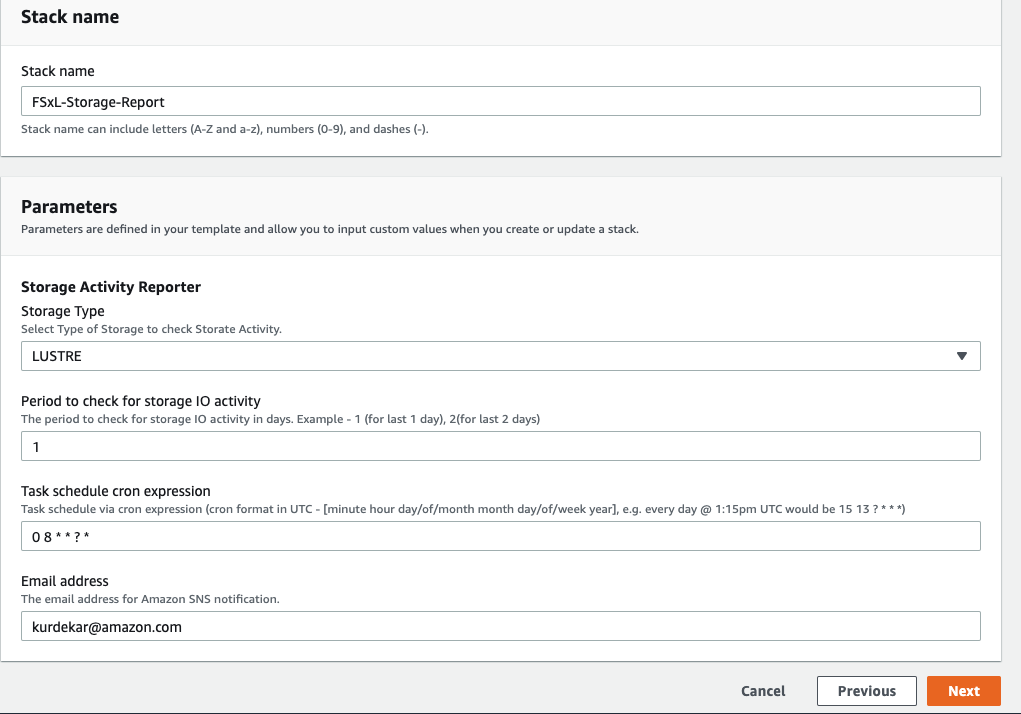 Stack name
Stack name
FSxL-Storage-Report
Stack name can include letters (A-Z and a-z), numbers (0-9), and dashes (-).
Parameters
Parameters are defined in your template and allow you to input custom values when you create or update a stack.
Storage Activity Reporter
Storage Type
Select Type of Storage to check Storate Activity.
LUSTRE
Period to check for storage IO activity
The period to check for storage IO activity in days. Example - 1 (for last 1 day), 2(for last 2 days)
1
Task schedule cron expression
Task schedule via cron expression (cron format in UTC - [minute hour day/of/month month day/of/week year], e.g. every day @ 1:15pm UTC would be 15 13 ? * * *)
0 8 * * ? *
Email address
The email address for Amazon SNS notification.
kurdekar@amazon.com
Cancel Previous Next